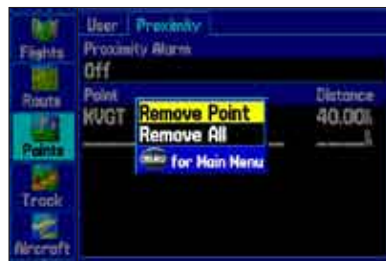 User Proximity
Flights
Proximity Alarm
Off
Route
Point Distance
KVGT 40.00
Remove Point
Remove All
Points
MENU for Main Menu
Track
Aircraft